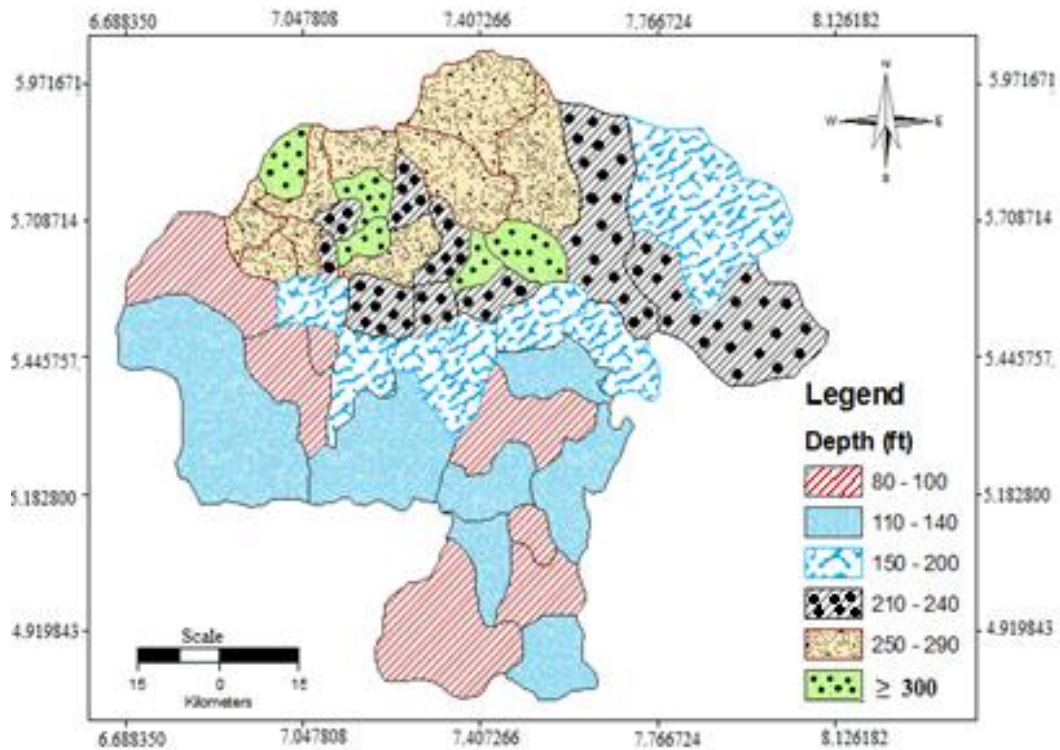 6.688350 7.047808 7.407266 7.766724 8.126182
N
5.971671 5.971671
W E
S
5.708714 5.708714
5.445757 5.445757
Legend
Depth (ft)
80 - 100
5.182800 5.182800
110 - 140
150 - 200
210 - 240
4.919843 4.919843
Scale
250 - 290
15 0 15
≥ 300
Kilometers
6.688350 7.047808 7.407266 7.766724 8.126182